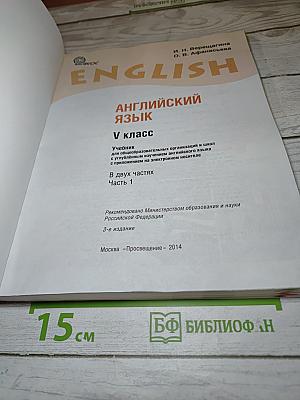 И. Н. Верещагина
О. В. Афанасьева
ENGLISH
АНГЛИЙСКИЙ
ЯЗЫК
V класс
Учебник
для общеобразовательных организаций и школ
с углублённым изучением английского языка
с приложением на электронном носителе
В двух частях
Часть 1
Рекомендовано Министерством образования и науки
Российской Федерации
3-е издание
Москва «Просвещение» 2014
15 см
БФ БИБЛИОФАН